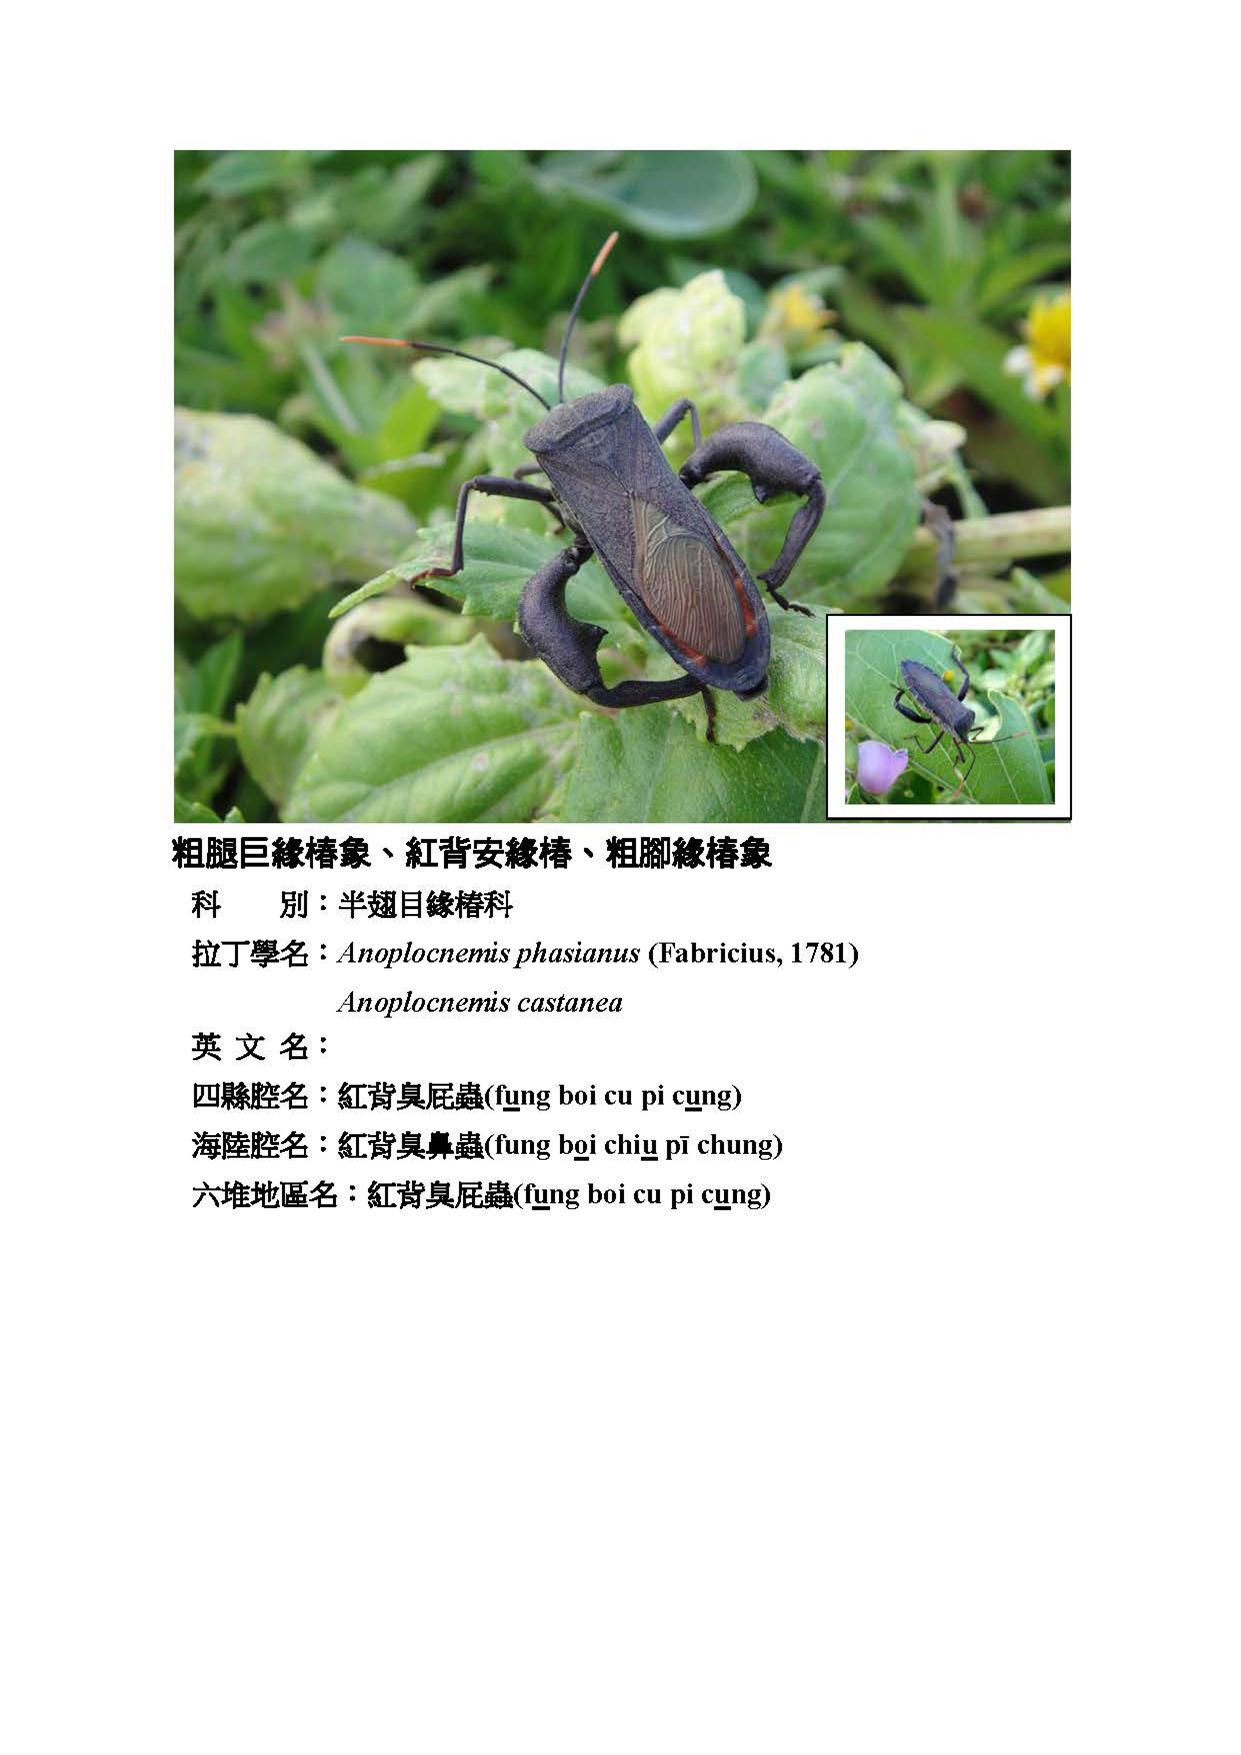 粗腿巨緣椿象、紅背安緣椿、粗腳緣椿象
科　　別：半翅目緣椿科
拉丁學名：Anoplocnemis phasianus (Fabricius, 1781)
Anoplocnemis castanea
英 文 名：
四縣腔名：紅背臭屁蟲(fung boi cu pi cung)
海陸腔名：紅背臭鼻蟲(fung boi chiu pī chung)
六堆地區名：紅背臭屁蟲(fung boi cu pi cung)